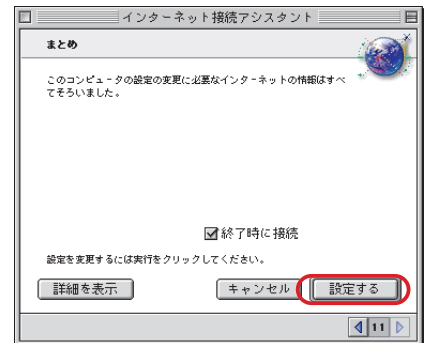 インターネット接続アシスタント
まとめ
このコンピュータの設定の変更に必要なインターネットの情報はすべ
てそろいました。
終了時に接続
設定を変更するには実行をクリックしてください。
詳細を表示 キャンセル 設定する
11